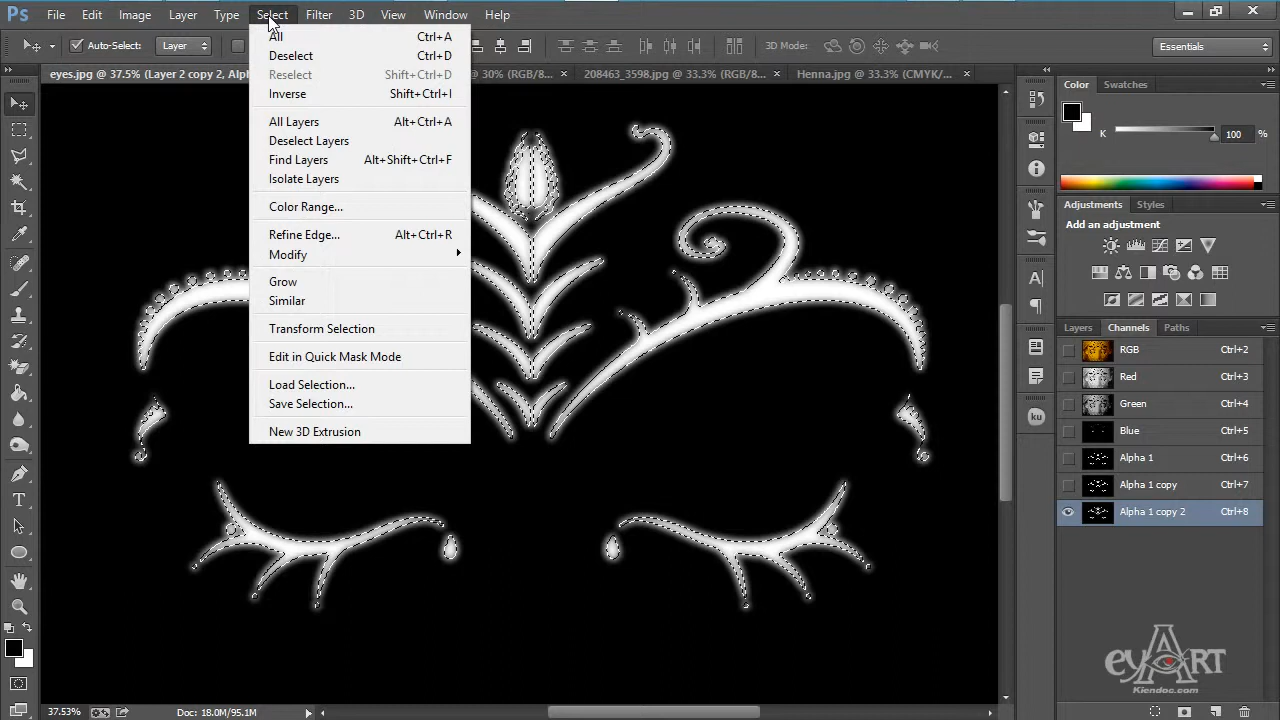 Ps File Edit Image Layer Type Select Filter 3D View Window Help
Auto-Select: Layer 3D Mode: Essentials
eyes.jpg @ 37.5% (Layer 2 copy 2, Alp @ 30% (RGB/8... × 208463_3598.jpg @ 33.3% (RGB/8... × Henna.jpg @ 33.3% (CMYK/... ×
All Ctrl+A
Deselect Ctrl+D
Reselect Shift+Ctrl+D
Inverse Shift+Ctrl+I
All Layers Alt+Ctrl+A
Deselect Layers
Find Layers Alt+Shift+Ctrl+F
Isolate Layers
Color Range...
Refine Edge... Alt+Ctrl+R
Modify
Grow
Similar
Transform Selection
Edit in Quick Mask Mode
Load Selection...
Save Selection...
New 3D Extrusion
Color Swatches
K 100 %
Adjustments Styles
Add an adjustment
Layers Channels Paths
RGB Ctrl+2
Red Ctrl+3
Green Ctrl+4
Blue Ctrl+5
Alpha 1 Ctrl+6
Alpha 1 copy Ctrl+7
Alpha 1 copy 2 Ctrl+8
ku
eyART
Kiendoc.com
37.53% Doc: 18.0M/95.1M